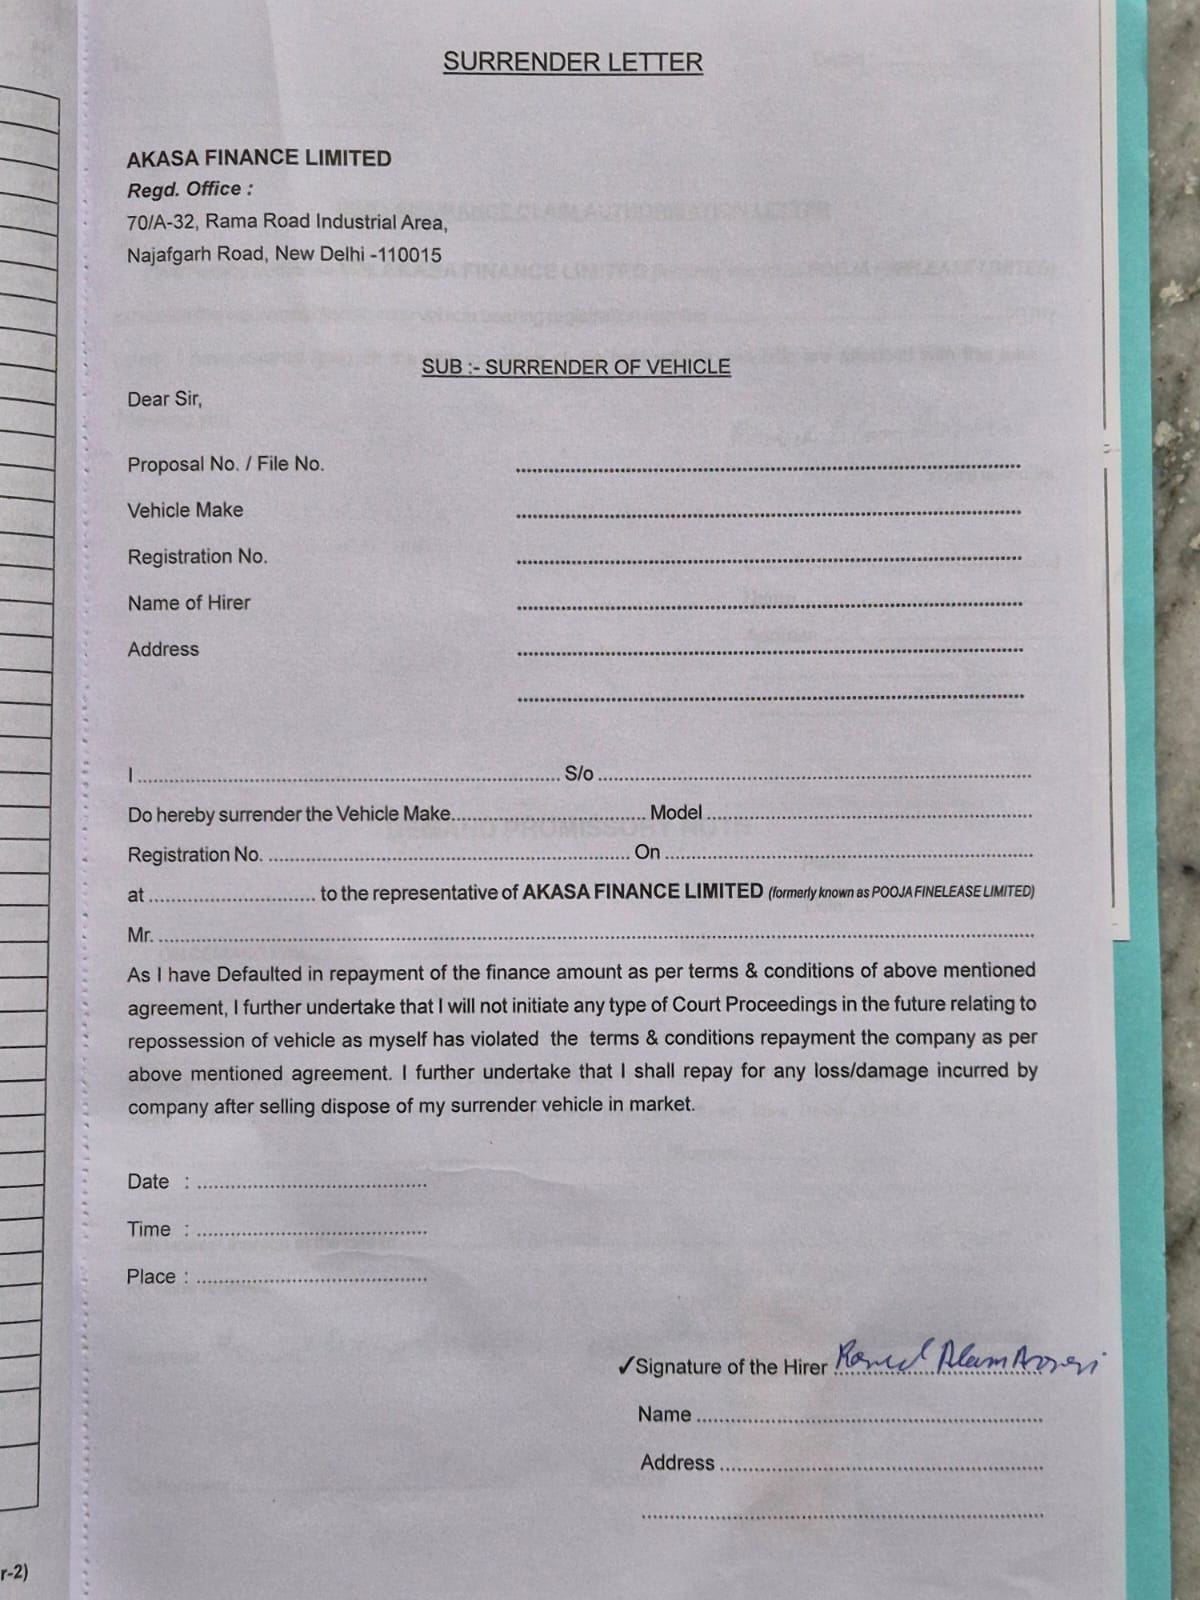 SURRENDER LETTER
AKASA FINANCE LIMITED
Regd. Office :
70/A-32, Rama Road Industrial Area,
Najafgarh Road, New Delhi -110015
SUB :- SURRENDER OF VEHICLE
Dear Sir,
Proposal No. / File No. ....................
Vehicle Make ....................
Registration No. ....................
Name of Hirer ....................
Address ....................
....................
I .................... S/o ....................
Do hereby surrender the Vehicle Make.................... Model ....................
Registration No. .................... On ....................
at .................... to the representative of AKASA FINANCE LIMITED (formerly known as POOJA FINELEASE LIMITED)
Mr. ....................
As I have Defaulted in repayment of the finance amount as per terms & conditions of above mentioned
agreement, I further undertake that I will not initiate any type of Court Proceedings in the future relating to
repossession of vehicle as myself has violated the terms & conditions repayment the company as per
above mentioned agreement. I further undertake that I shall repay for any loss/damage incurred by
company after selling dispose of my surrender vehicle in market.
Date : ....................
Time : ....................
Place : ....................
✓Signature of the Hirer Alam
Name ....................
Address ....................
....................
r-2)